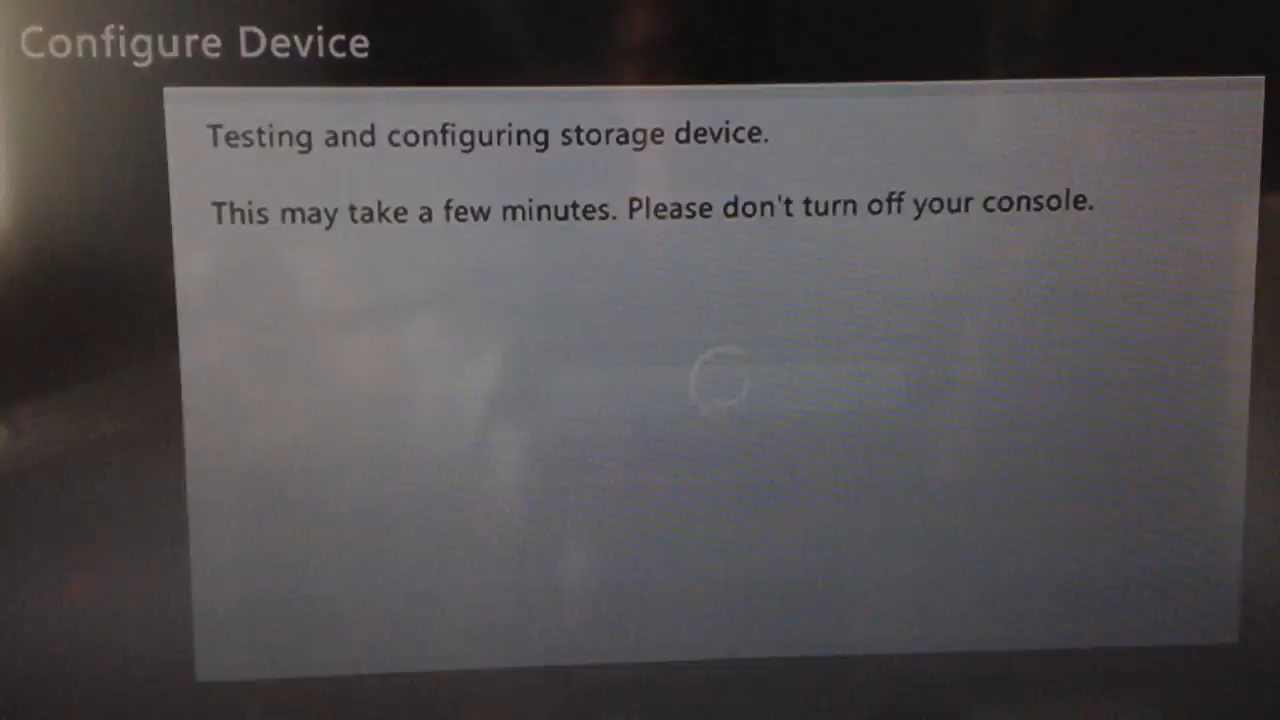 Configure Device
Testing and configuring storage device.
This may take a few minutes. Please don't turn off your console.